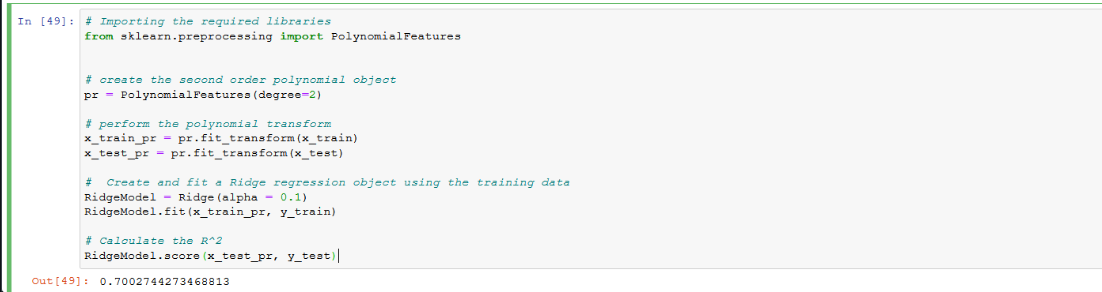 In [49]: # Importing the required libraries
from sklearn.preprocessing import PolynomialFeatures
# create the second order polynomial object
pr = PolynomialFeatures(degree=2)
# perform the polynomial transform
x_train_pr = pr.fit_transform(x_train)
x_test_pr = pr.fit_transform(x_test)
#  Create and fit a Ridge regression object using the training data
RidgeModel = Ridge(alpha = 0.1)
RidgeModel.fit(x_train_pr, y_train)
# Calculate the R^2
RidgeModel.score(x_test_pr, y_test)
Out[49]: 0.7002744273468813